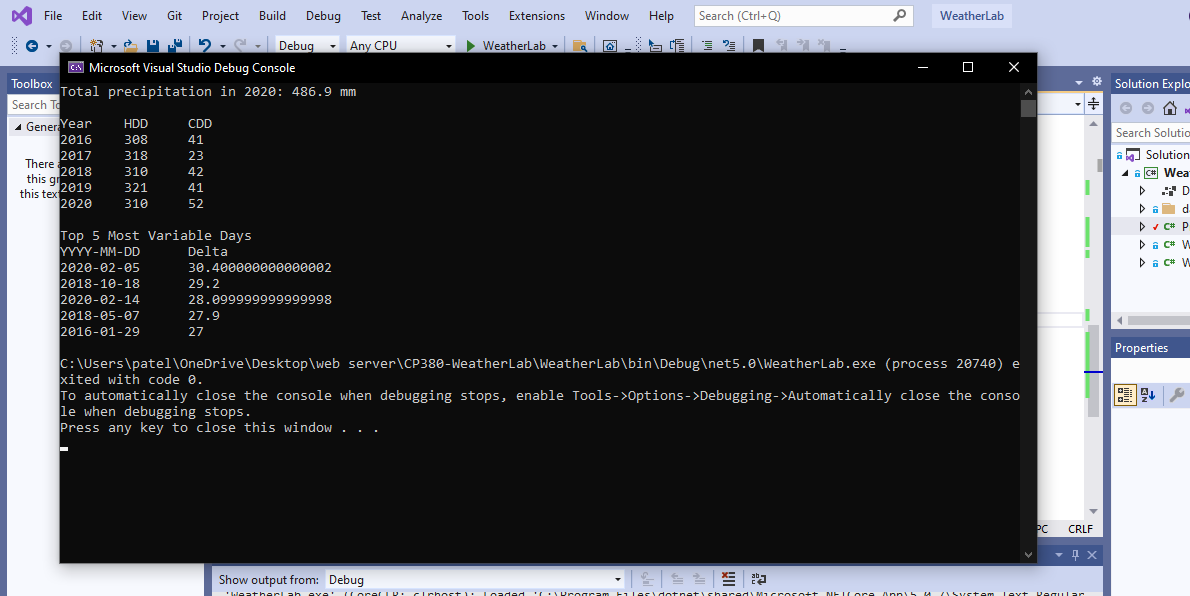 File Edit View Git Project Build Debug Test Analyze Tools Extensions Window Help Search (Ctrl+Q) WeatherLab
Debug Any CPU WeatherLab
Microsoft Visual Studio Debug Console
Toolbox
Solution Explo
Search To
Search Solutio
Genera
There a
this gr
this text
Total precipitation in 2020: 486.9 mm
Year HDD CDD
2016 308 41
2017 318 23
2018 310 42
2019 321 41
2020 310 52
Top 5 Most Variable Days
YYYY-MM-DD Delta
2020-02-05 30.400000000000002
2018-10-18 29.2
2020-02-14 28.099999999999998
2018-05-07 27.9
2016-01-29 27
C:\Users\patel\OneDrive\Desktop\web server\CP380-WeatherLab\WeatherLab\bin\Debug\net5.0\WeatherLab.exe (process 20740) e
xited with code 0.
To automatically close the console when debugging stops, enable Tools->Options->Debugging->Automatically close the conso
le when debugging stops.
Press any key to close this window . . .
Solution
C# Wea
D
d
C# P
C# W
C# W
Properties
PC CRLF
Show output from: Debug